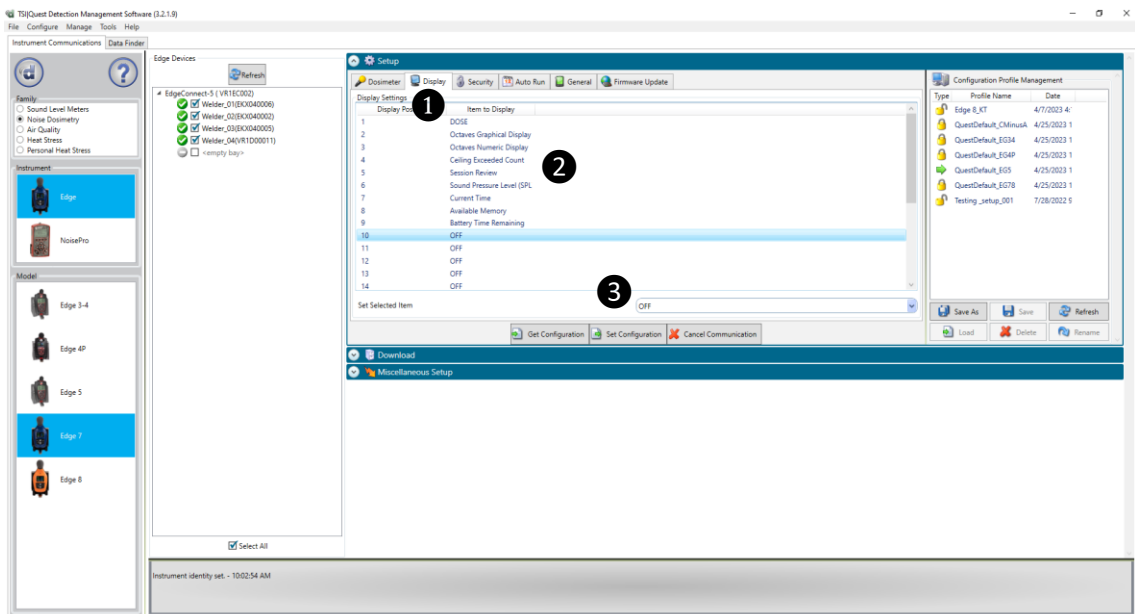 TSI|Quest Detection Management Software (3.2.1.9)
File Configure Manage Tools Help
Instrument Communications Data Finder
Family
Sound Level Meters
Noise Dosimetry
Air Quality
Heat Stress
Personal Heat Stress
Instrument
Edge
NoisePro
Model
Edge 3-4
Edge 4P
Edge 5
Edge 7
Edge 8
Edge Devices
Refresh
EdgeConnect-5 ( VR1EC002)
Welder_01(EKX040006)
Welder_02(EKX040002)
Welder_03(EKX040005)
Welder_04(VR1D00011)
<empty bay>
Select All
Setup
Dosimeter Display Security Auto Run General Firmware Update
1
Display Settings
Display Pos Item to Display
1 DOSE
2 Octaves Graphical Display
3 Octaves Numeric Display
4 Ceiling Exceeded Count
5 Session Review
6 Sound Pressure Level (SPL
7 Current Time
8 Available Memory
9 Battery Time Remaining
10 OFF
11 OFF
12 OFF
13 OFF
14 OFF
2
3
Set Selected Item OFF
Get Configuration Set Configuration Cancel Communication
Download
Miscellaneous Setup
Configuration Profile Management
Type Profile Name Date
Edge 8_KT 4/7/2023 4:
QuestDefault_CMinusA 4/25/2023 1
QuestDefault_EG34 4/25/2023 1
QuestDefault_EG4P 4/25/2023 1
QuestDefault_EG5 4/25/2023 1
QuestDefault_EG78 4/25/2023 1
Testing _setup_001 7/28/2022 9
Save As Save Refresh
Load Delete Rename
Instrument identity set. - 10:02:54 AM